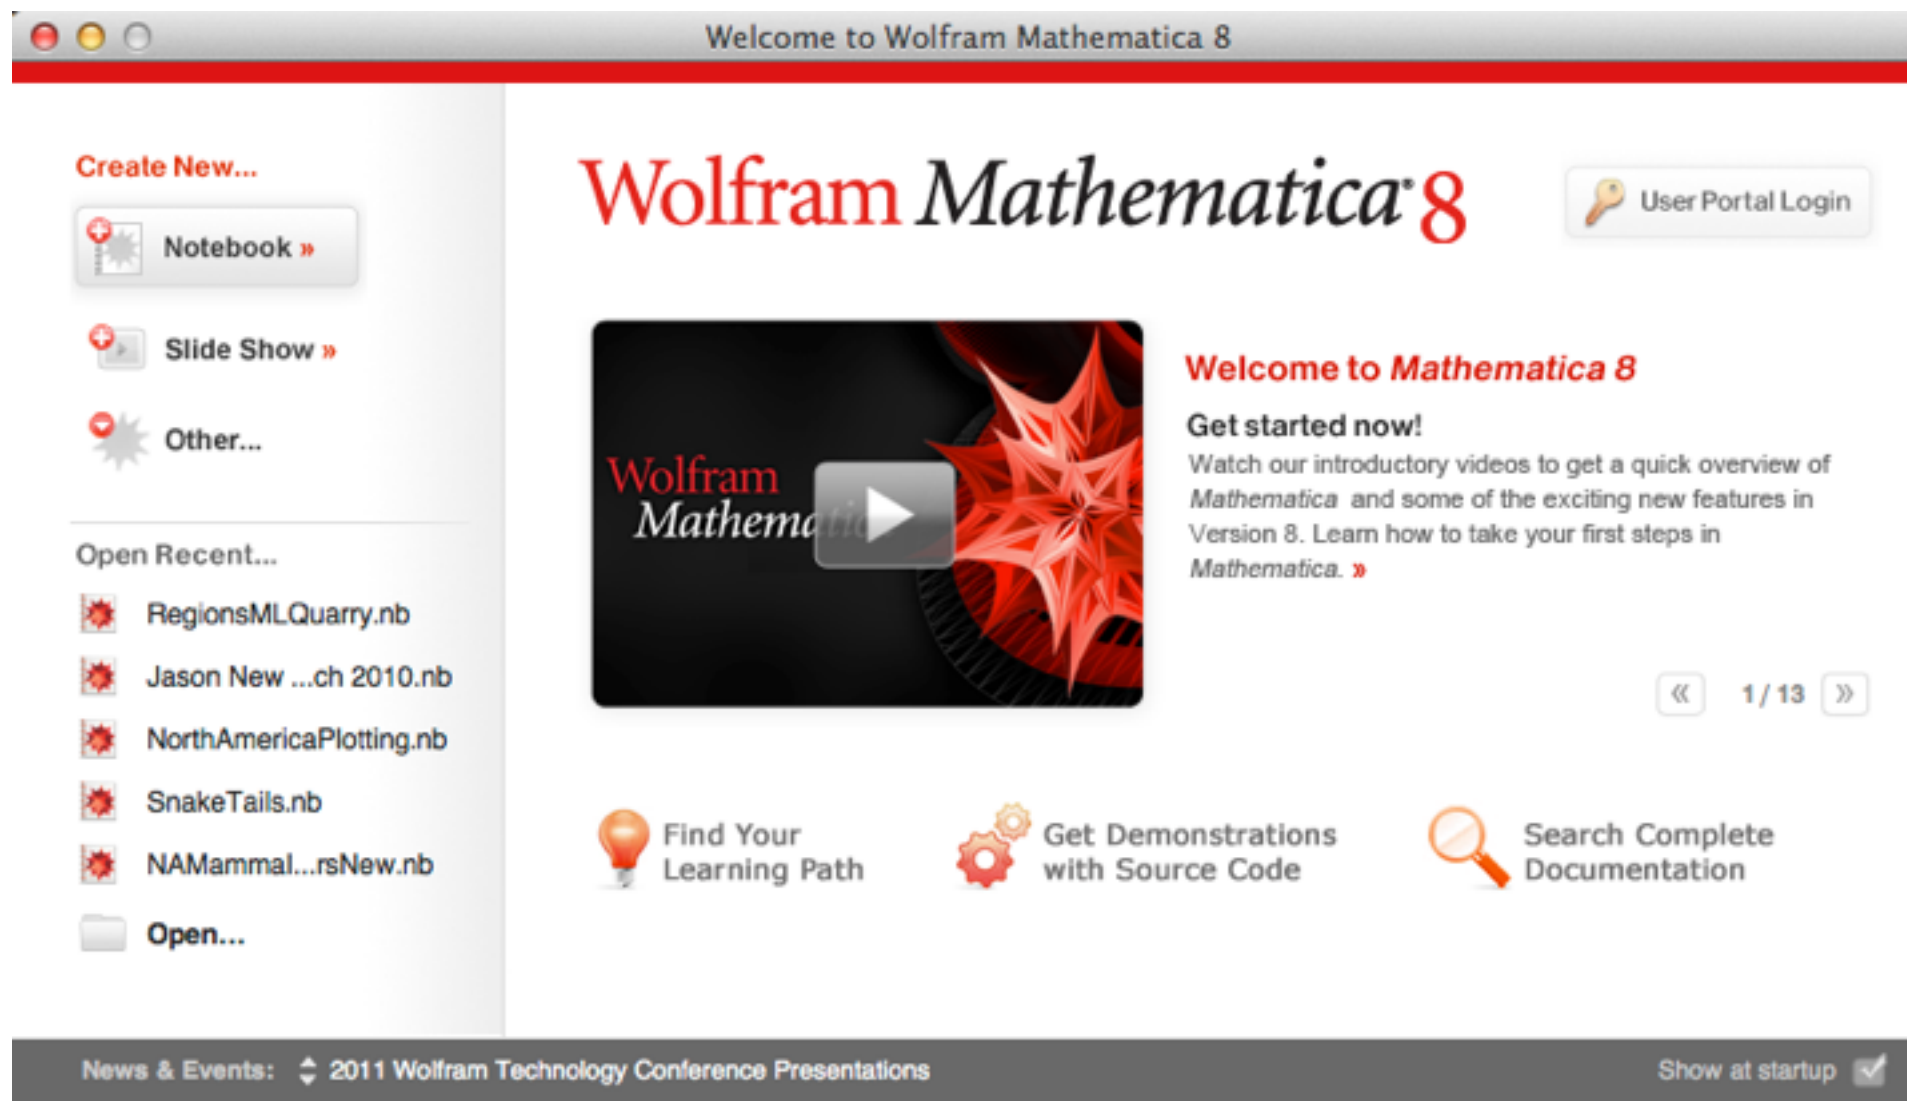 Welcome to Wolfram Mathematica 8
Create New...
Notebook »
Slide Show »
Other...
Open Recent...
RegionsMLQuarry.nb
Jason New ...ch 2010.nb
NorthAmericaPlotting.nb
SnakeTails.nb
NAMammal...rsNew.nb
Open...
Wolfram Mathematica® 8
User Portal Login
Wolfram
Mathematica
Welcome to Mathematica 8
Get started now!
Watch our introductory videos to get a quick overview of
Mathematica and some of the exciting new features in
Version 8. Learn how to take your first steps in
Mathematica. »
« 1 / 13 »
Find Your
Learning Path
Get Demonstrations
with Source Code
Search Complete
Documentation
News & Events: 2011 Wolfram Technology Conference Presentations
Show at startup